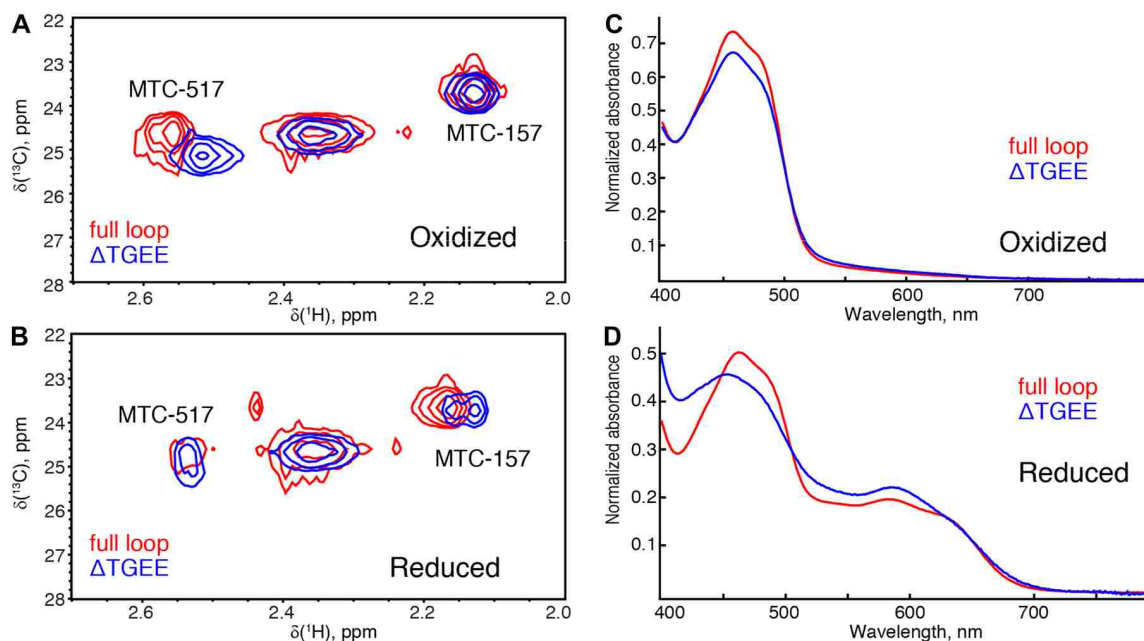 A
22
23
24
25
26
27
28
δ(¹³C), ppm
MTC-517
MTC-157
full loop
ΔTGEE
Oxidized
2.6
2.4
2.2
2.0
δ(¹H), ppm
C
0.7
0.6
0.5
0.4
0.3
0.2
0.1
Normalized absorbance
full loop
ΔTGEE
Oxidized
400
500
600
700
Wavelength, nm
B
22
23
24
25
26
27
28
δ(¹³C), ppm
MTC-517
MTC-157
full loop
ΔTGEE
Reduced
2.6
2.4
2.2
2.0
δ(¹H), ppm
D
0.5
0.4
0.3
0.2
0.1
Normalized absorbance
full loop
ΔTGEE
Reduced
400
500
600
700
Wavelength, nm